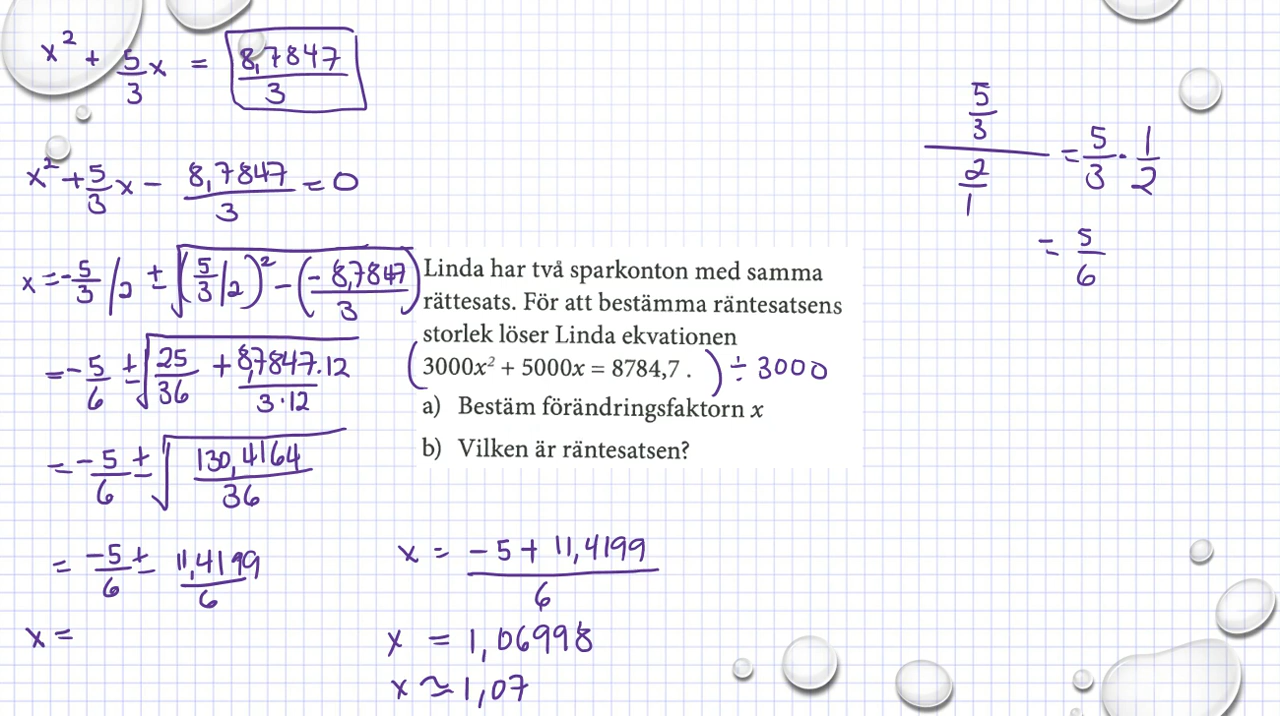 x² + 5/3 x = 8,7847/3
x² + 5/3 x - 8,7847/3 = 0
x = -5/3 /2 ± √((5/3 /2)² - (-8,7847/3))
= -5/6 ± √(25/36 + 8,7847·12/3·12)
= -5/6 ± √(130,4164/36)
= -5/6 ± 11,4199/6
x =
Linda har två sparkonton med samma
rättesats. För att bestämma räntesatsens
storlek löser Linda ekvationen
(3000x² + 5000x = 8784,7 .) ÷ 3000
a) Bestäm förändringsfaktorn x
b) Vilken är räntesatsen?
x = -5 + 11,4199/6
x = 1,06998
x ≈ 1,07
5/3 / 2/1 = 5/3 · 1/2
= 5/6